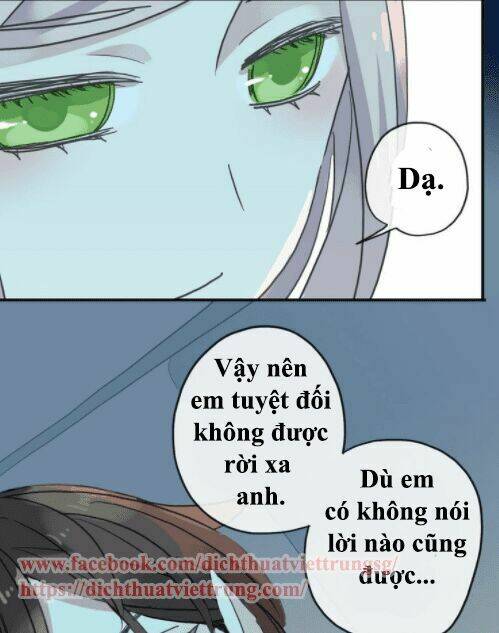 Dạ.
Vậy nên
em tuyệt đối
không được
rời xa
anh.
Dù em
có không nói
lời nào cũng
được...
www.facebook.com/dichthuatviettrungsg/
https://dichthuatviettrung.com/